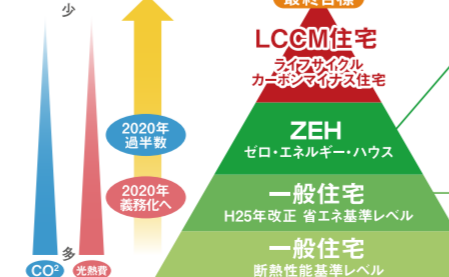 少
最終目標
LCCM住宅
ライフサイクル
カーボンマイナス住宅
2020年
過半数
ZEH
ゼロ・エネルギー・ハウス
2020年
義務化へ
一般住宅
H25年改正 省エネ基準レベル
多
一般住宅
断熱性能基準レベル
CO²
光熱費